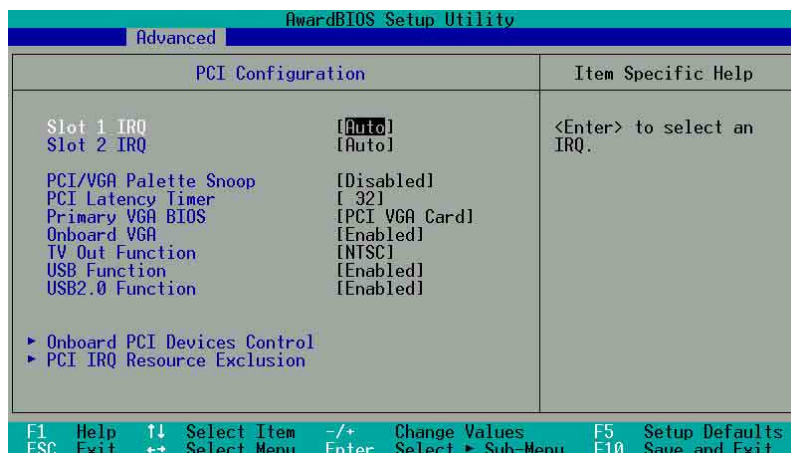 AwardBIOS Setup Utility
Advanced
PCI Configuration
Item Specific Help
Slot 1 IRQ [Auto]
Slot 2 IRQ [Auto]
<Enter> to select an
IRQ.
PCI/VGA Palette Snoop [Disabled]
PCI Latency Timer [ 32]
Primary VGA BIOS [PCI VGA Card]
Onboard VGA [Enabled]
TV Out Function [NTSC]
USB Function [Enabled]
USB2.0 Function [Enabled]
▸ Onboard PCI Devices Control
▸ PCI IRQ Resource Exclusion
F1 Help ↑↓ Select Item -/+ Change Values F5 Setup Defaults
ESC Exit ↔ Select Menu Enter Select ▸ Sub-Menu F10 Save and Exit